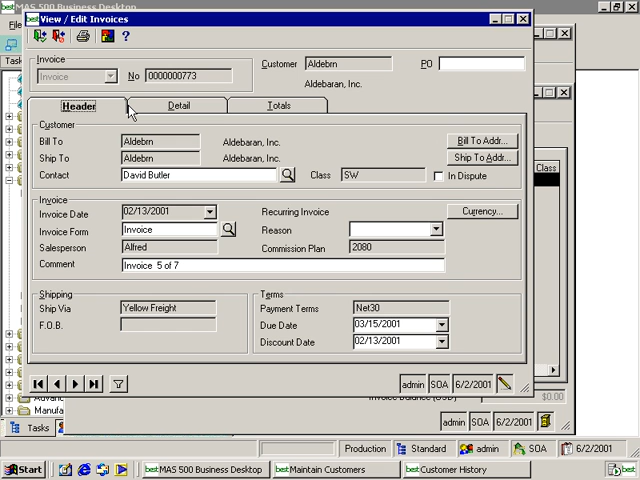 MAS 500 Business Desktop
best View / Edit Invoices
Invoice
Invoice No 0000000773
Customer Aldebrn PO
Aldebaran, Inc.
Header Detail Totals
Customer
Bill To Aldebrn Aldebaran, Inc. Bill To Addr...
Ship To Aldebrn Aldebaran, Inc. Ship To Addr...
Contact David Butler Class SW In Dispute
Class
Invoice
Invoice Date 02/13/2001 Recurring Invoice Currency...
Invoice Form Invoice Reason
Salesperson Alfred Commission Plan 2080
Comment Invoice 5 of 7
Shipping
Ship Via Yellow Freight
F.O.B.
Terms
Payment Terms Net30
Due Date 03/15/2001
Discount Date 02/13/2001
admin SOA 6/2/2001
Manufa
Invoice Balance (USD) $0.00
Tasks
admin SOA 6/2/2001
Production Standard admin SOA 6/2/2001
Start best MAS 500 Business Desktop best Maintain Customers best Customer History best